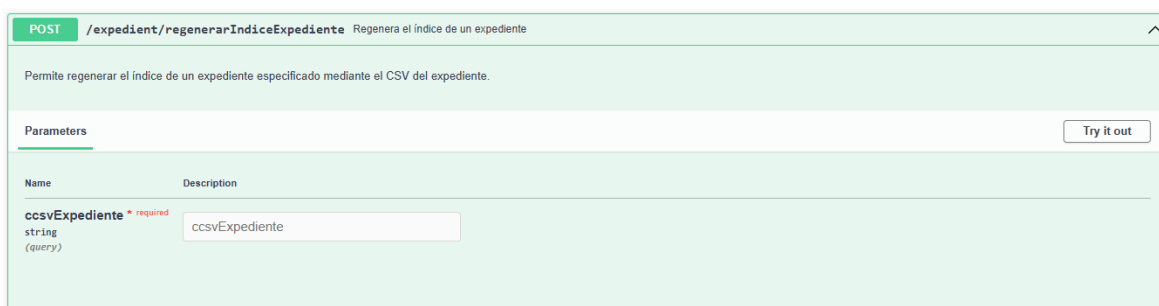 POST /expedient/regenerarIndiceExpediente Regenera el índice de un expediente
Permite regenerar el índice de un expediente especificado mediante el CSV del expediente.
Parameters
Try it out
Name Description
ccsvExpediente * required
string
(query)
ccsvExpediente